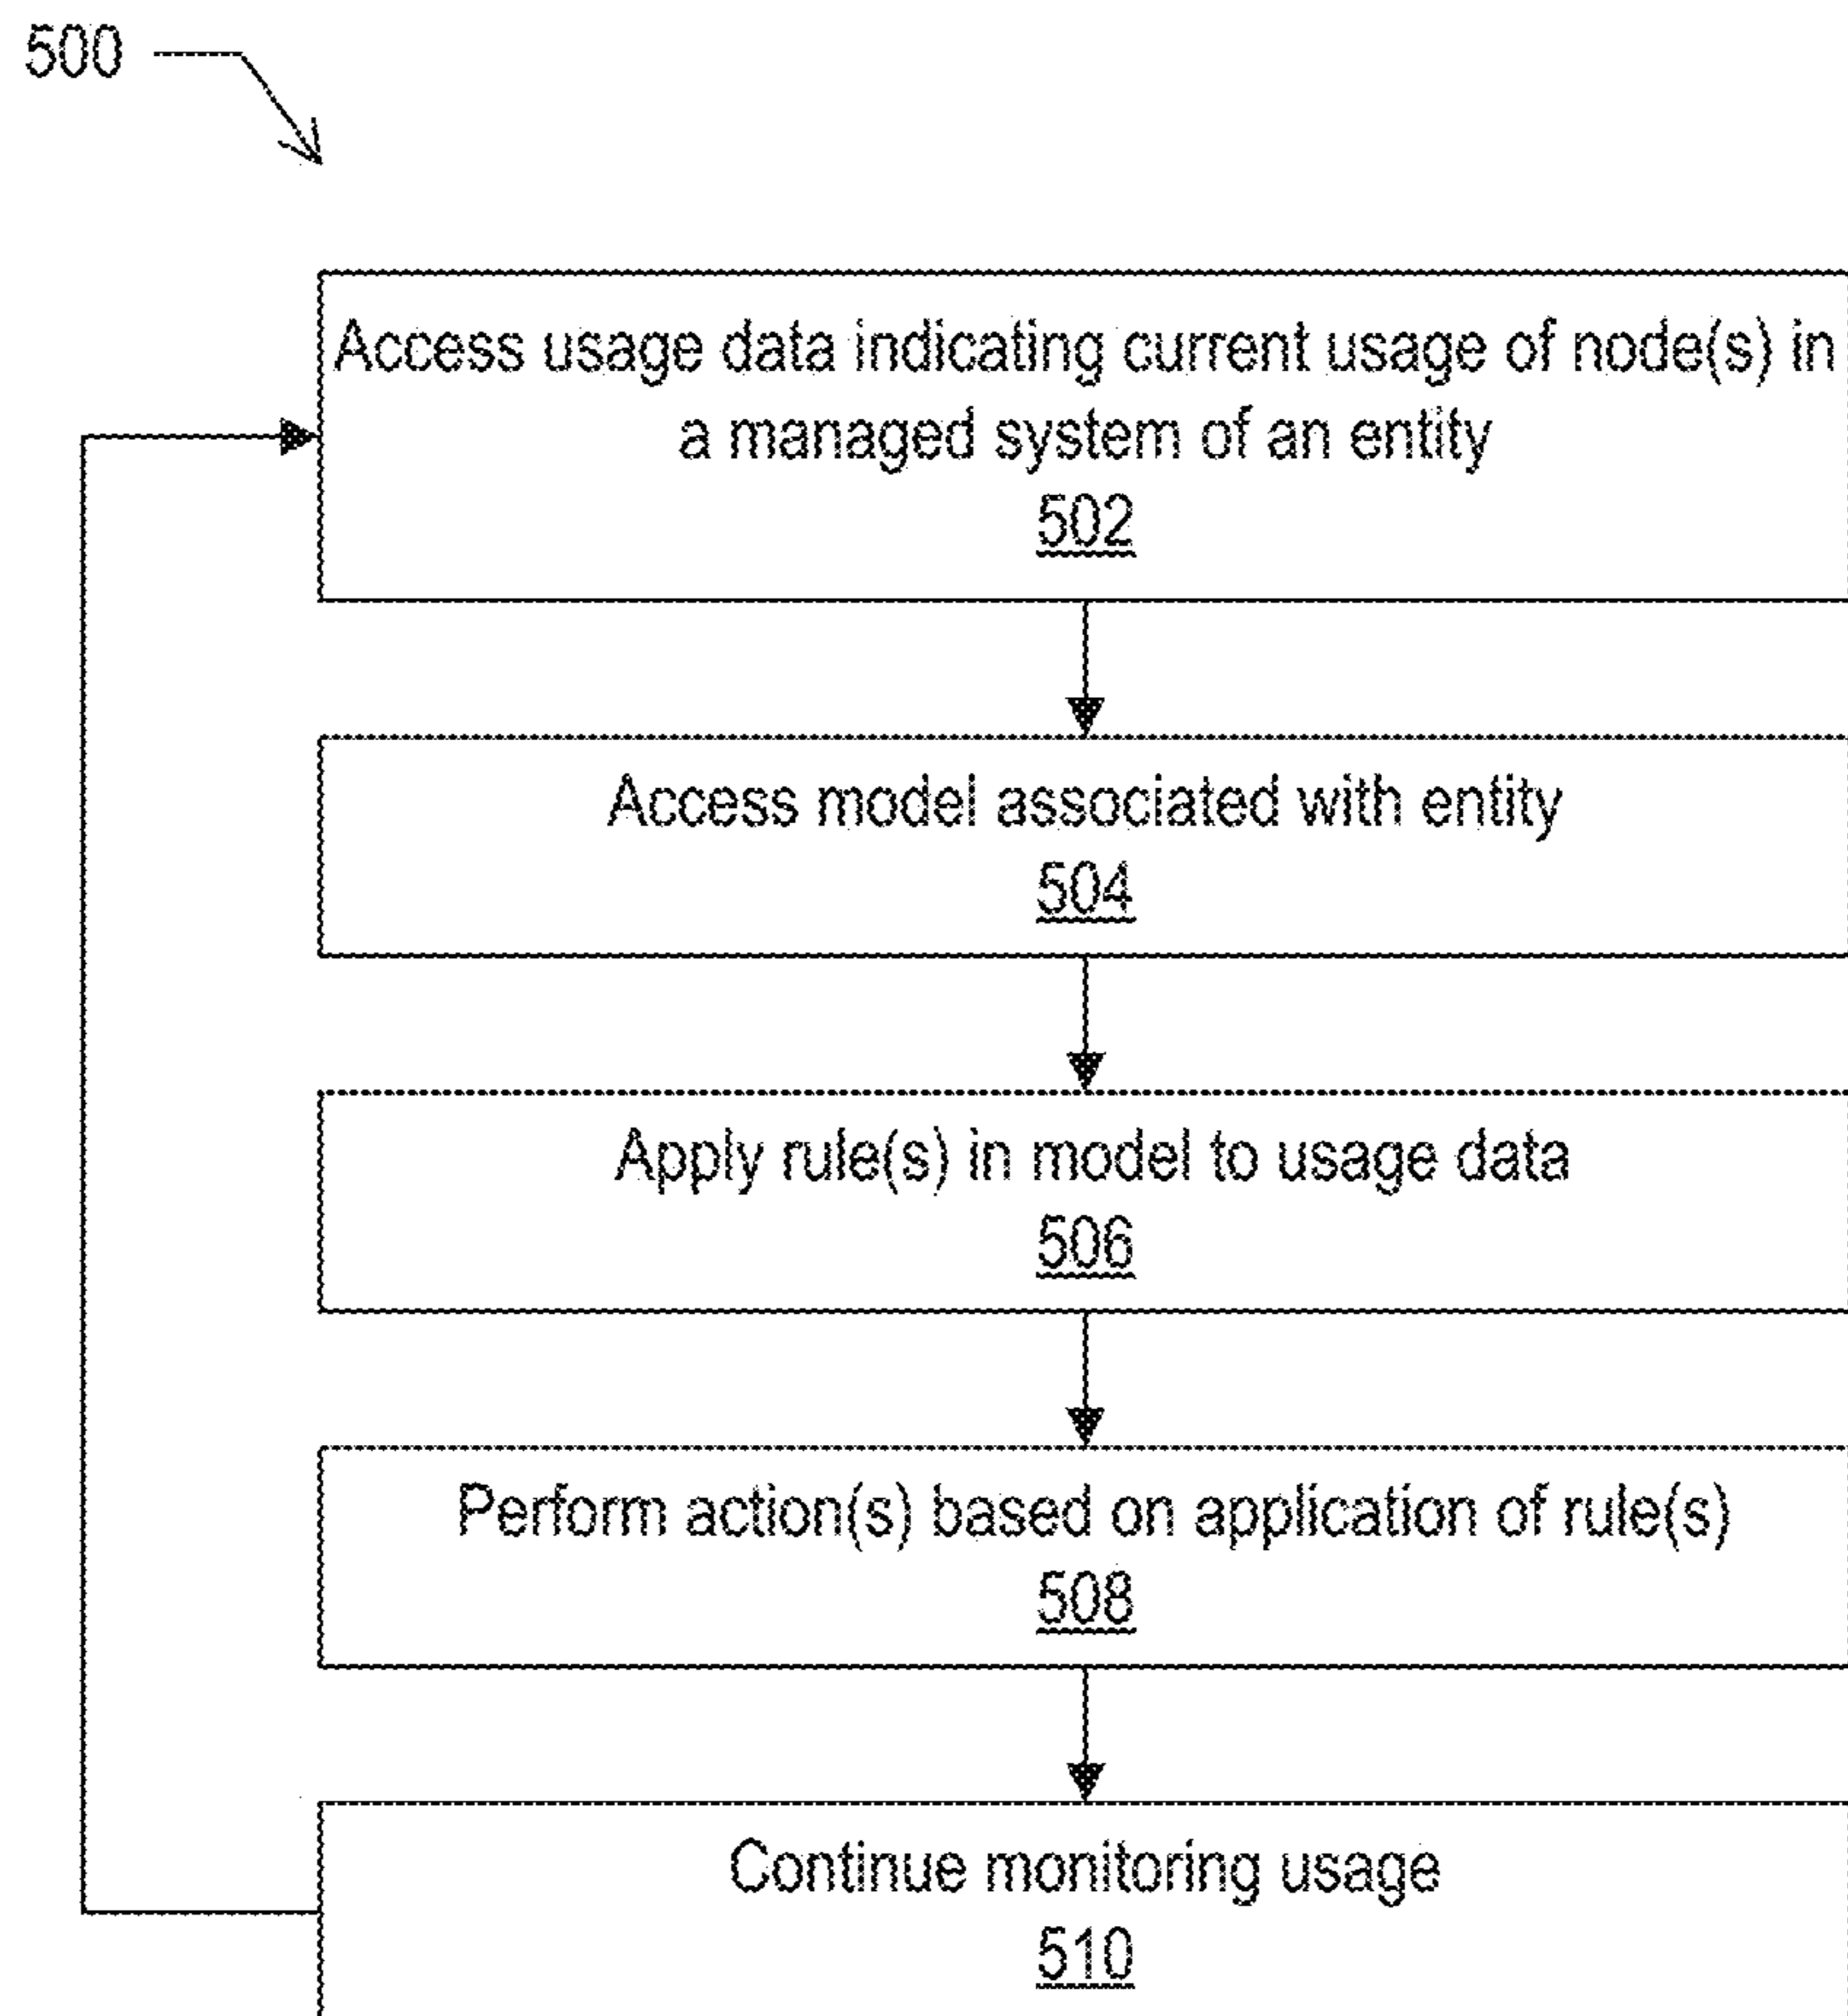 500
Access usage data indicating current usage of node(s) in
a managed system of an entity
502
Access model associated with entity
504
Apply rule(s) in model to usage data
506
Perform action(s) based on application of rule(s)
508
Continue monitoring usage
510